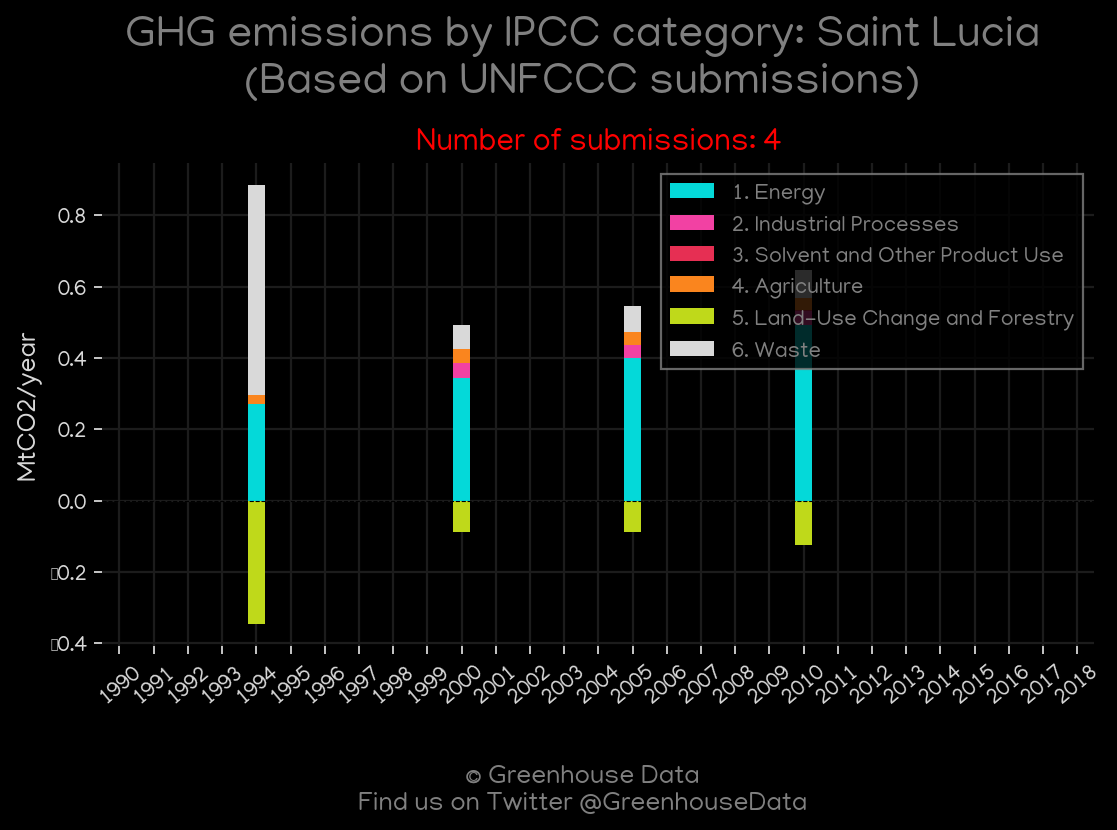 GHG emissions by IPCC category: Saint Lucia
(Based on UNFCCC submissions)
Number of submissions: 4
1. Energy
2. Industrial Processes
3. Solvent and Other Product Use
4. Agriculture
5. Land-Use Change and Forestry
6. Waste
MtCO2/year
0.8
0.6
0.4
0.2
0.0
▯0.2
▯0.4
1990 1991 1992 1993 1994 1995 1996 1997 1998 1999 2000 2001 2002 2003 2004 2005 2006 2007 2008 2009 2010 2011 2012 2013 2014 2015 2016 2017 2018
© Greenhouse Data
Find us on Twitter @GreenhouseData